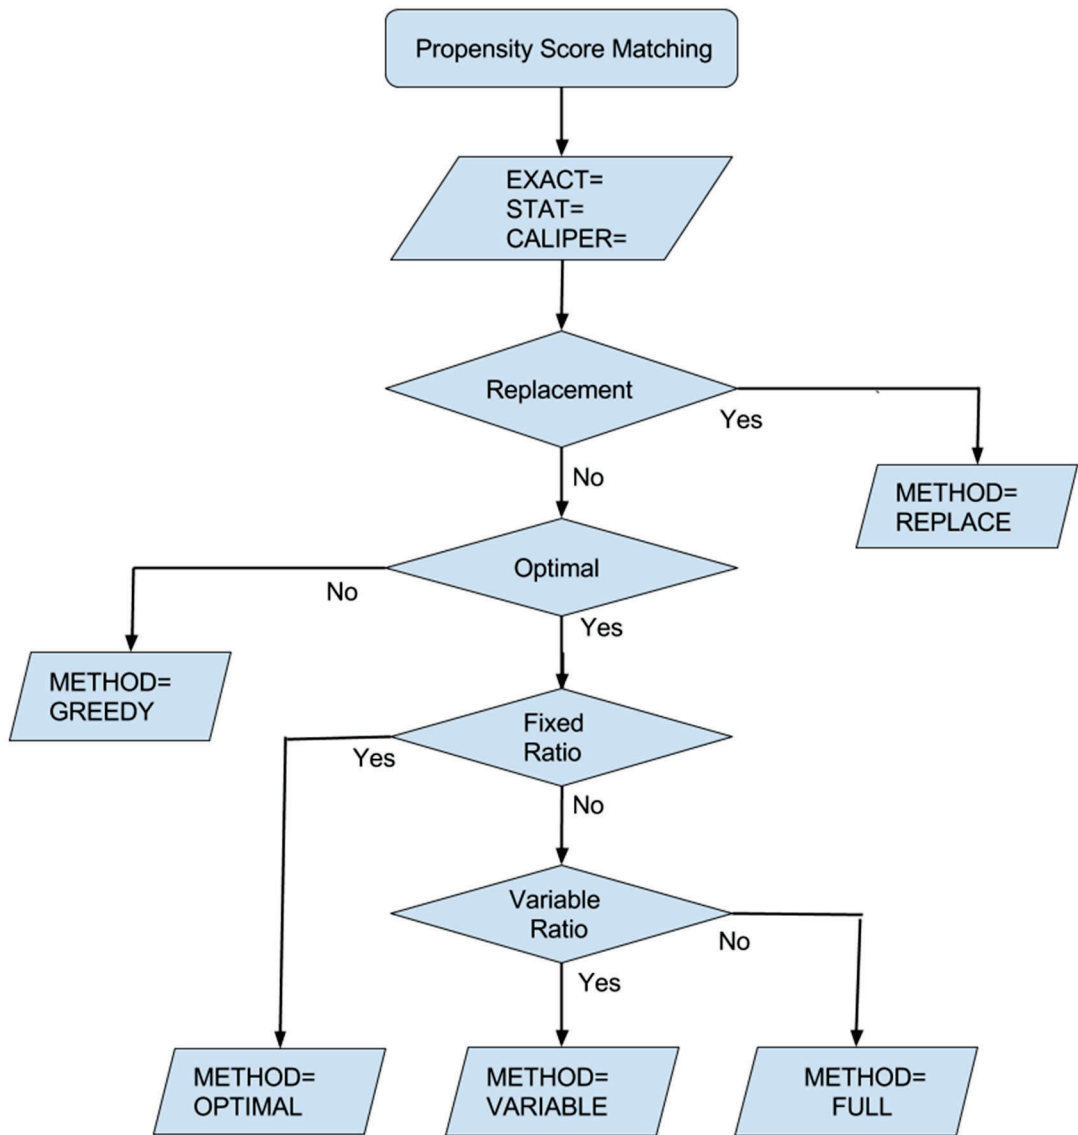 Propensity Score Matching
EXACT=
STAT=
CALIPER=
Replacement
Yes
No
METHOD=
REPLACE
Optimal
No
Yes
METHOD=
GREEDY
Fixed
Ratio
Yes
No
Variable
Ratio
No
Yes
METHOD=
OPTIMAL
METHOD=
VARIABLE
METHOD=
FULL